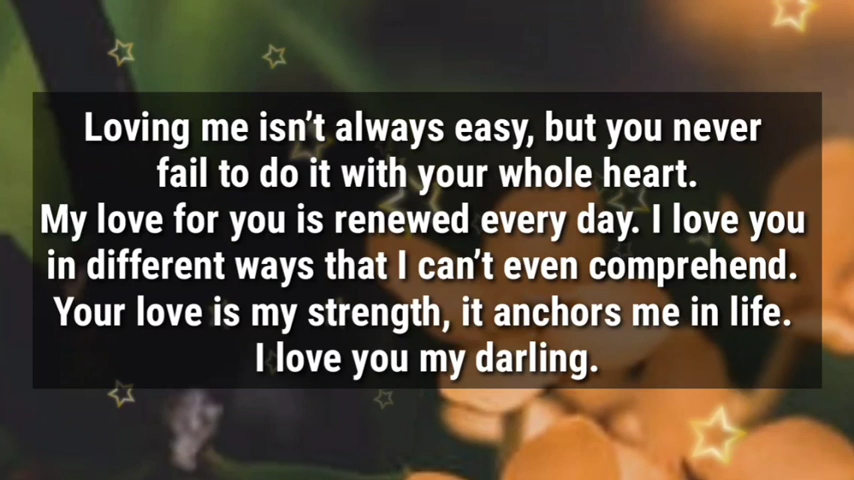 Loving me isn’t always easy, but you never
fail to do it with your whole heart.
My love for you is renewed every day. I love you
in different ways that I can’t even comprehend.
Your love is my strength, it anchors me in life.
I love you my darling.